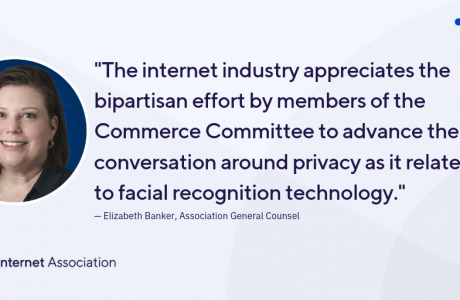 "The internet industry appreciates the
bipartisan effort by members of the
Commerce Committee to advance the
conversation around privacy as it relate
to facial recognition technology."
— Elizabeth Banker, Association General Counsel
nternet Association